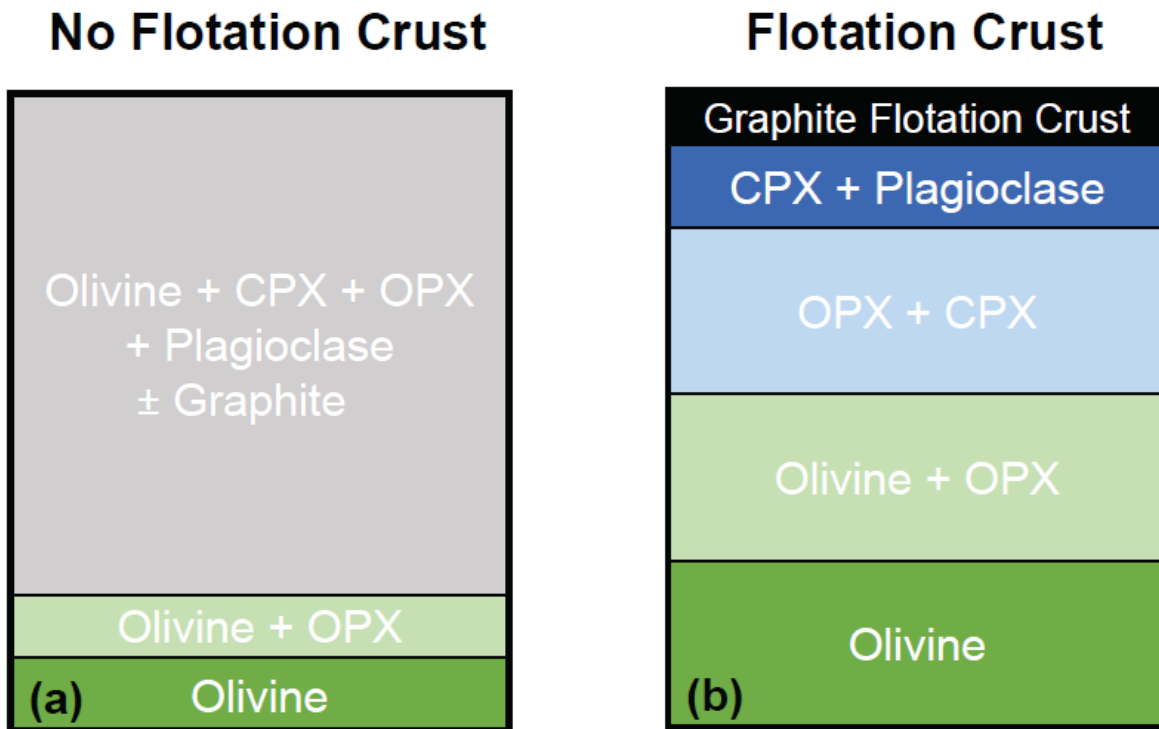 No Flotation Crust
Olivine + CPX + OPX
+ Plagioclase
± Graphite
Olivine + OPX
Olivine
(a)
Flotation Crust
Graphite Flotation Crust
CPX + Plagioclase
OPX + CPX
Olivine + OPX
Olivine
(b)